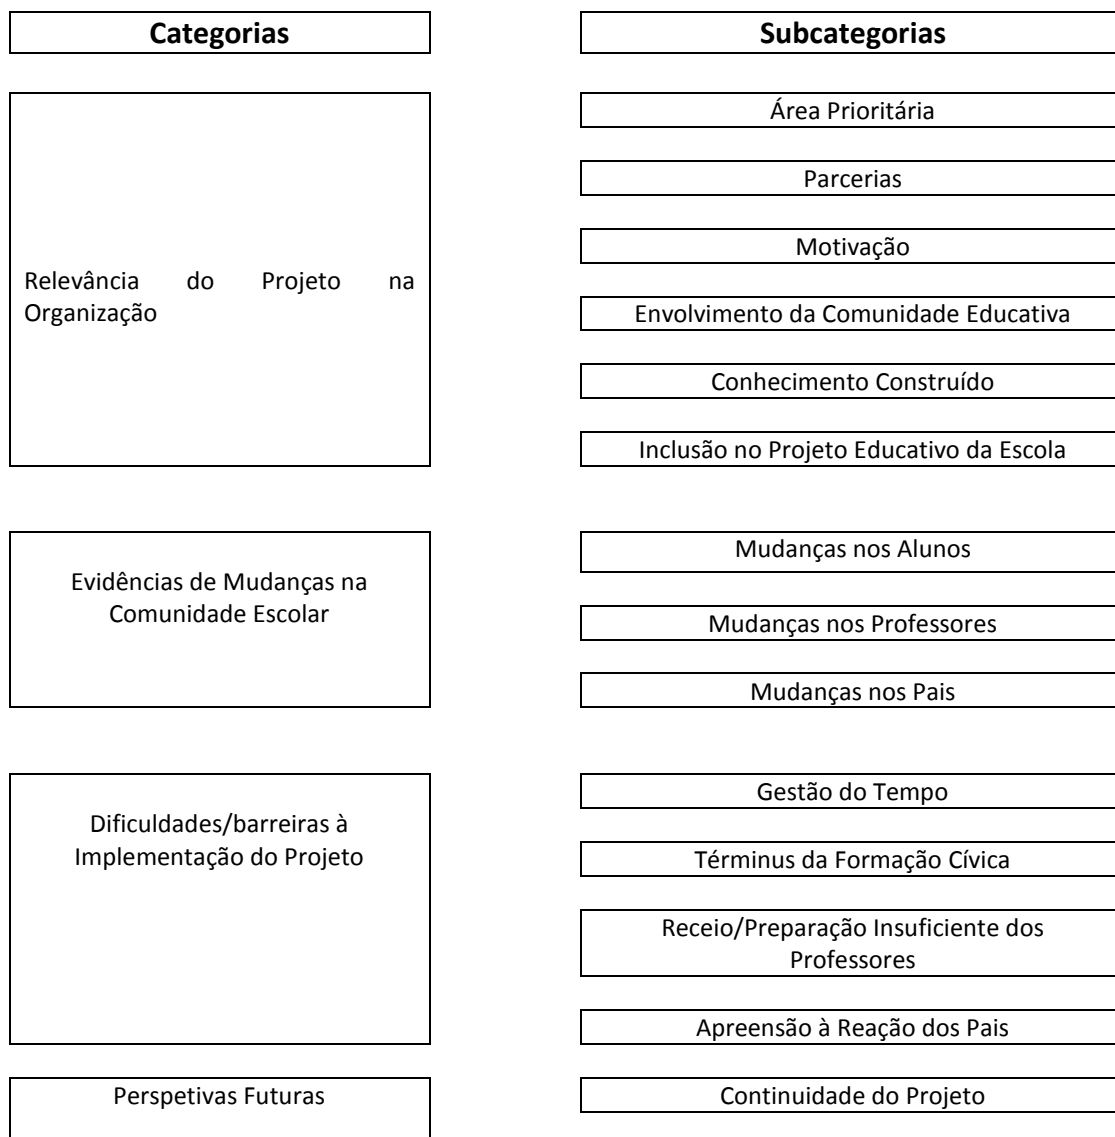 Categorias
Subcategorias
Relevância do Projeto na
Organização
Área Prioritária
Parcerias
Motivação
Envolvimento da Comunidade Educativa
Conhecimento Construído
Inclusão no Projeto Educativo da Escola
Evidências de Mudanças na
Comunidade Escolar
Mudanças nos Alunos
Mudanças nos Professores
Mudanças nos Pais
Dificuldades/barreiras à
Implementação do Projeto
Gestão do Tempo
Términus da Formação Cívica
Receio/Preparação Insuficiente dos
Professores
Apreensão à Reação dos Pais
Perspetivas Futuras
Continuidade do Projeto